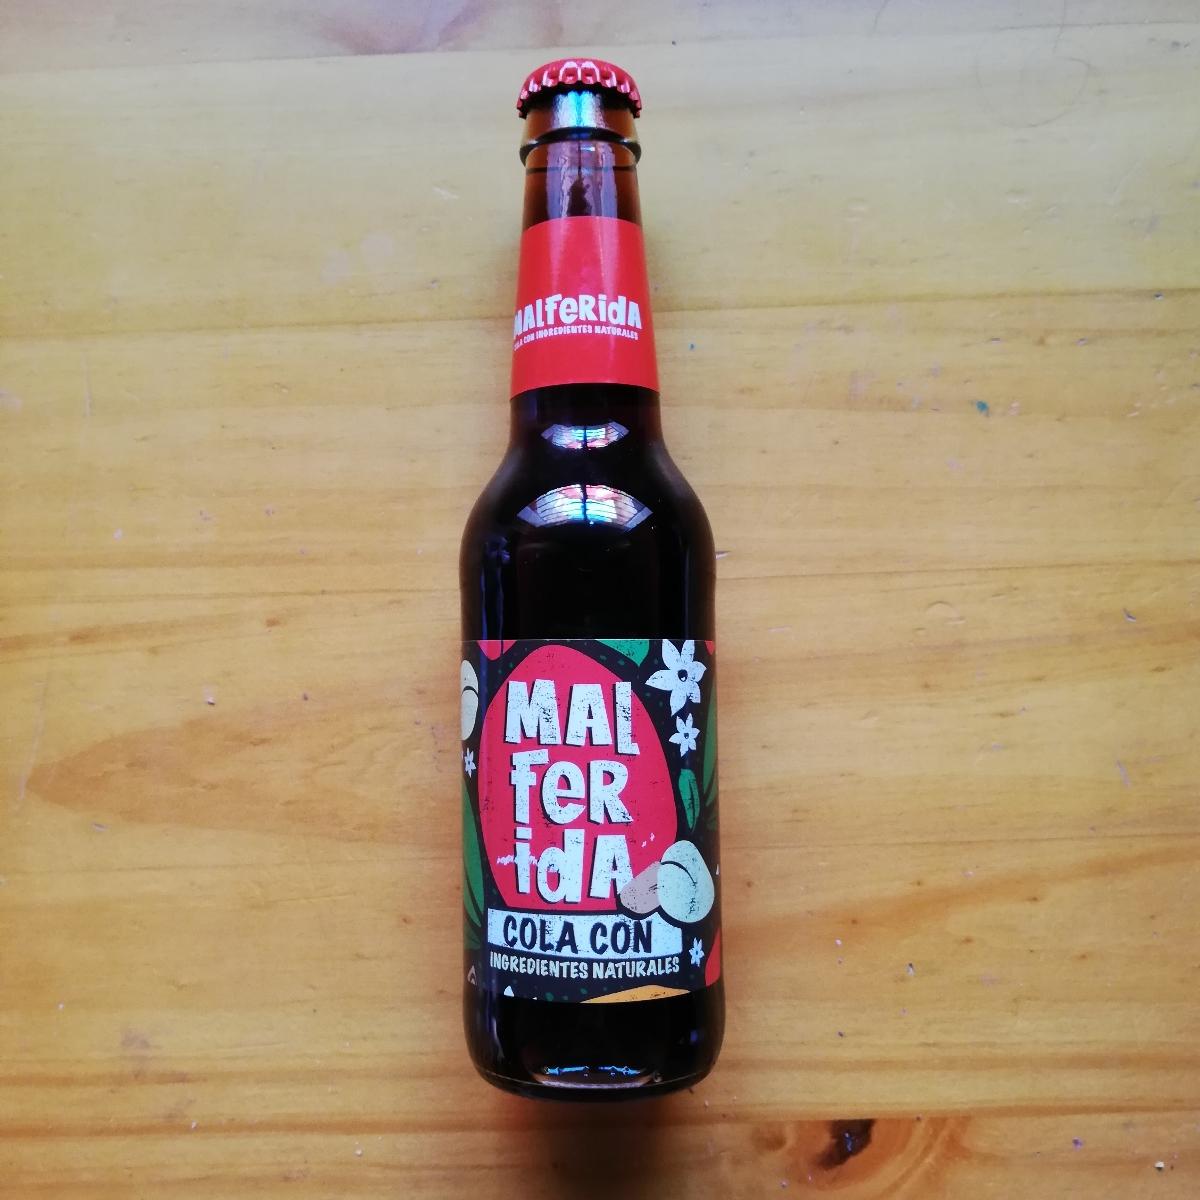 MALFERIDA
COLA CON INGREDIENTES NATURALES
MAL
FER
IDA
COLA CON
INGREDIENTES NATURALES